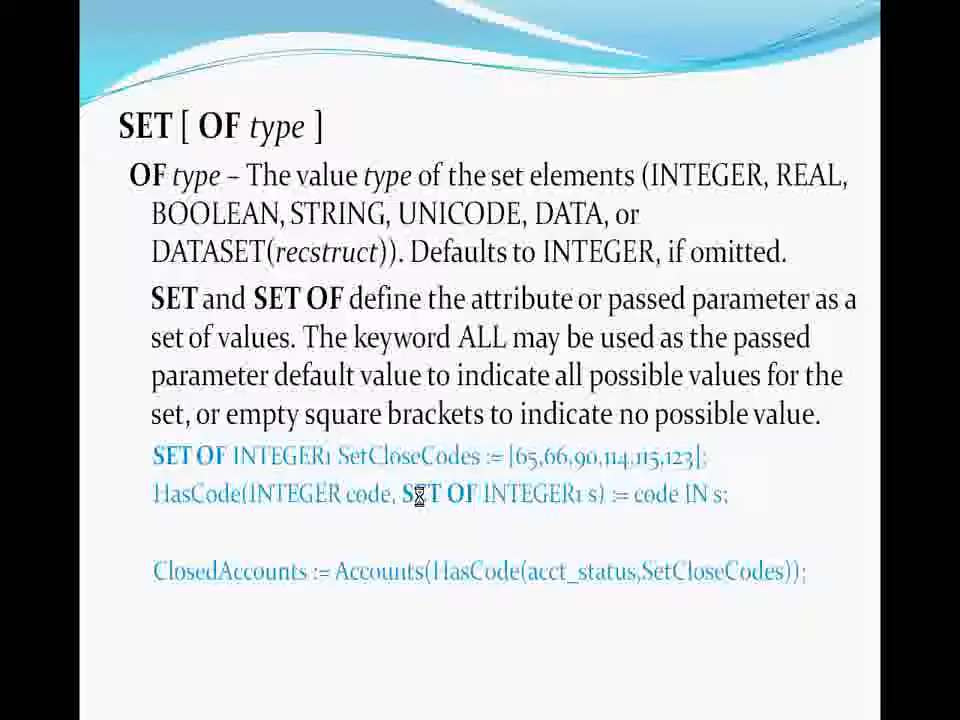 SET [ OF type ]
OF type – The value type of the set elements (INTEGER, REAL,
BOOLEAN, STRING, UNICODE, DATA, or
DATASET(recstruct)). Defaults to INTEGER, if omitted.
SET and SET OF define the attribute or passed parameter as a
set of values. The keyword ALL may be used as the passed
parameter default value to indicate all possible values for the
set, or empty square brackets to indicate no possible value.
SET OF INTEGER1 SetCloseCodes := [65,66,90,114,115,123];
HasCode(INTEGER code, SET OF INTEGER1 s) := code IN s;
ClosedAccounts := Accounts(HasCode(acct_status,SetCloseCodes));